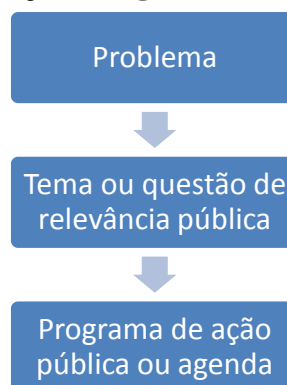 Problema
Tema ou questão de
relevância pública
Programa de ação
pública ou agenda